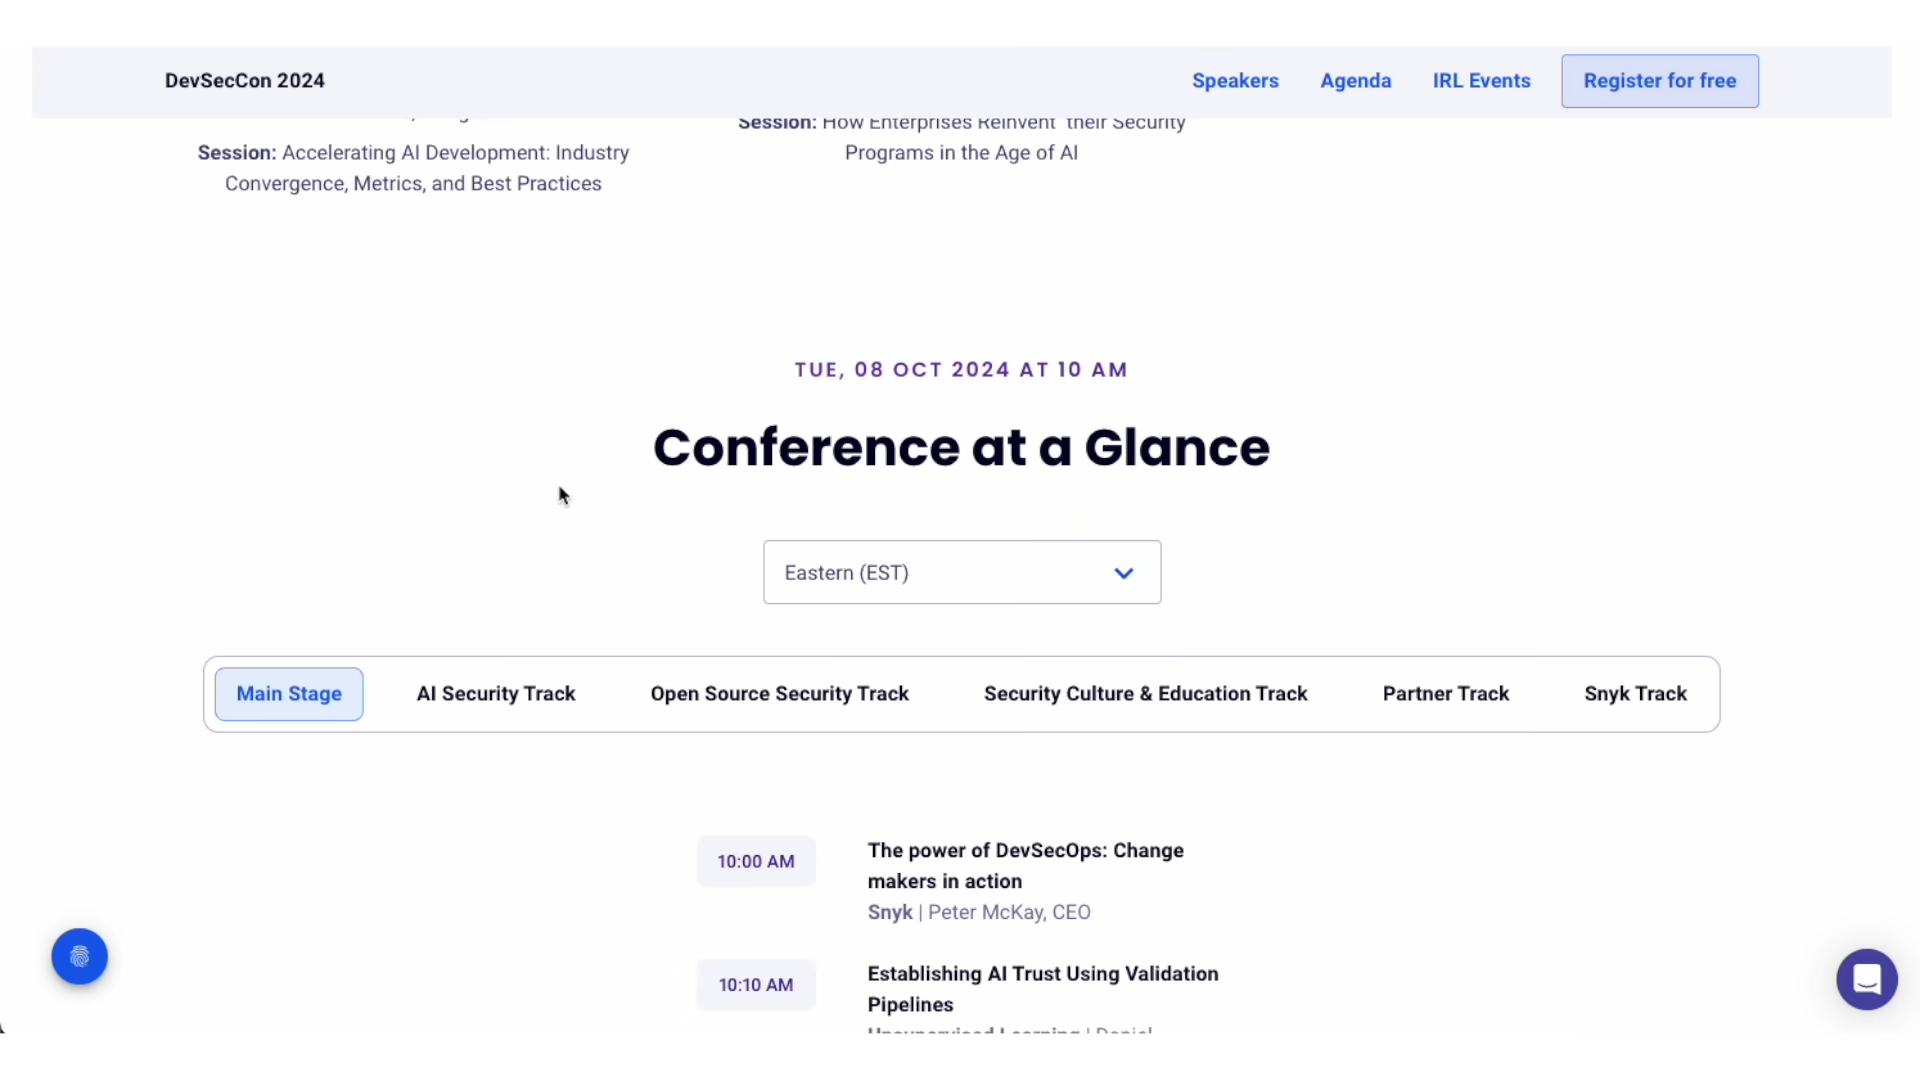 DevSecCon 2024
Speakers
Agenda
IRL Events
Register for free
Session: Accelerating AI Development: Industry
Convergence, Metrics, and Best Practices
Session: How Enterprises Reinvent their Security
Programs in the Age of AI
TUE, 08 OCT 2024 AT 10 AM
Conference at a Glance
Eastern (EST)
Main Stage
AI Security Track
Open Source Security Track
Security Culture & Education Track
Partner Track
Snyk Track
10:00 AM
The power of DevSecOps: Change
makers in action
Snyk | Peter McKay, CEO
10:10 AM
Establishing AI Trust Using Validation
Pipelines
Unsupervised Learning | Daniel